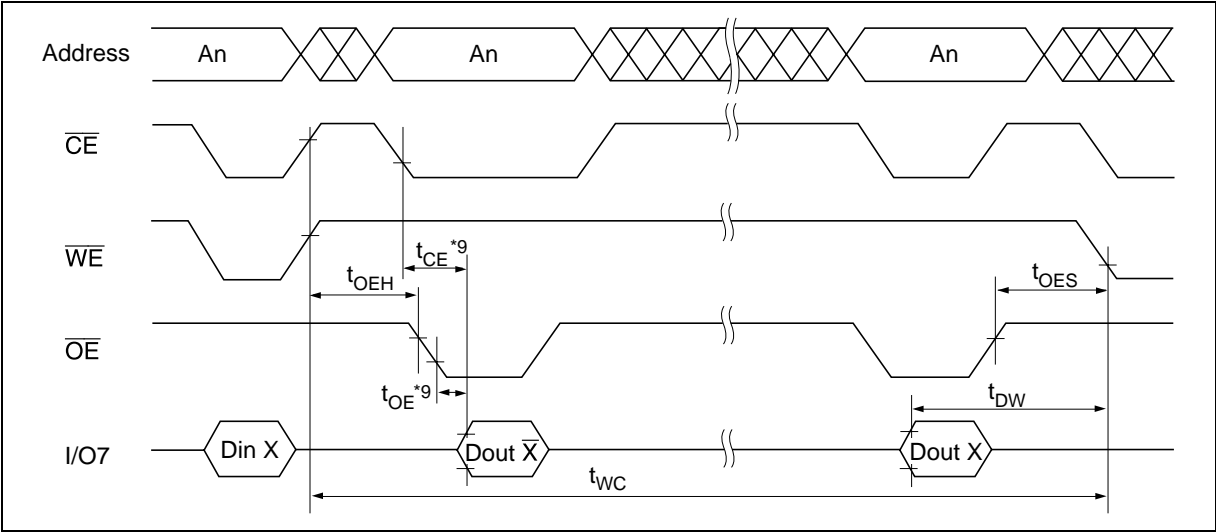 Address An An An
CE
WE
tCE*9
tOEH tOES
OE
tOE*9 tDW
I/O7 Din X Dout X̅ Dout X
tWC